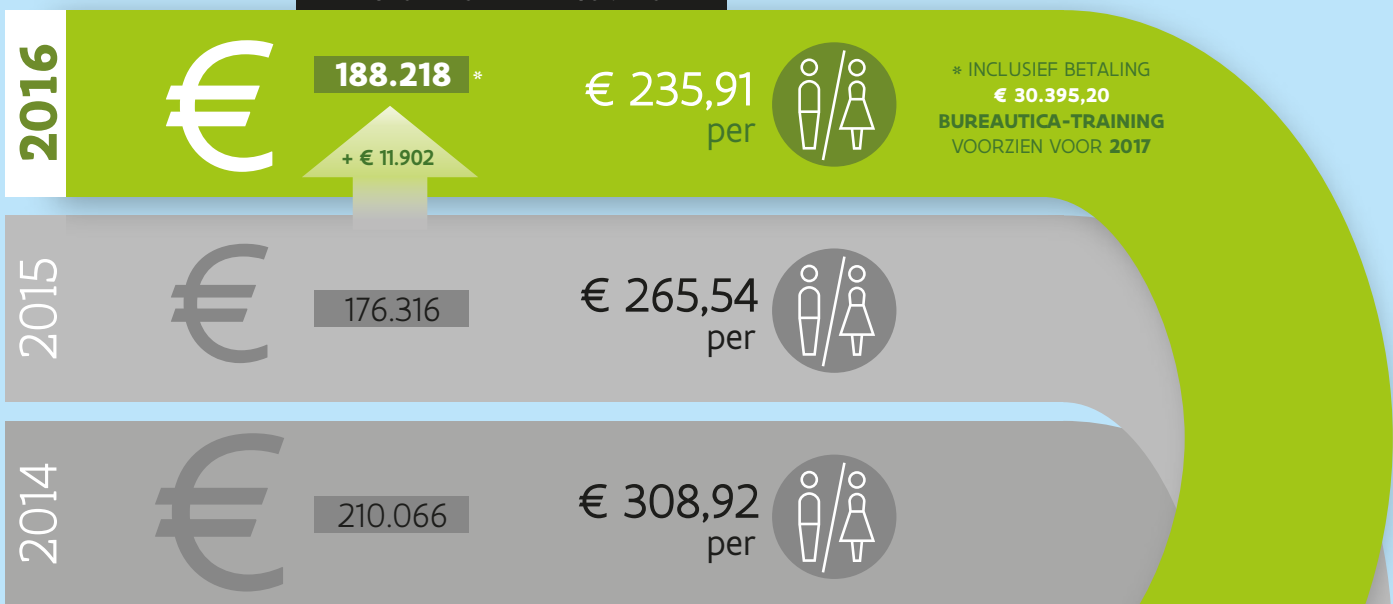 2016
€
188.218 *
+ € 11.902
€ 235,91
per
* INCLUSIEF BETALING
€ 30.395,20
BUREAUTICA-TRAINING
VOORZIEN VOOR 2017
2015
€
176.316
€ 265,54
per
2014
€
210.066
€ 308,92
per